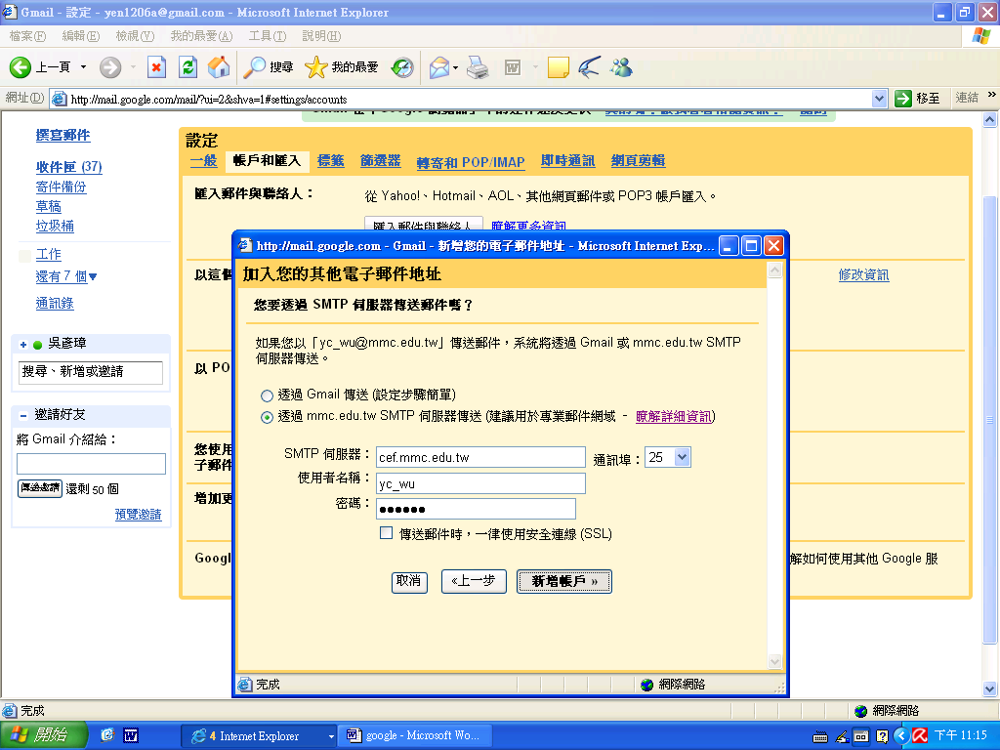 Gmail - 設定 - yen1206a@gmail.com - Microsoft Internet Explorer
檔案(F) 編輯(E) 檢視(V) 我的最愛(A) 工具(T) 說明(H)
上一頁 搜尋 我的最愛
網址(D) http://mail.google.com/mail/?ui=2&shva=1#settings/accounts 移至 連結 »
撰寫郵件
收件匣 (37)
寄件備份
草稿
垃圾桶
工作
還有 7 個▼
通訊錄
吳彥璋
搜尋、新增或邀請
邀請好友
將 Gmail 介紹給：
傳送邀請 還剩 50 個
預覽邀請
設定
一般 帳戶和匯入 標籤 篩選器 轉寄和 POP/IMAP 即時通訊 網頁剪輯
匯入郵件與聯絡人： 從 Yahoo!、Hotmail、AOL、其他網頁郵件或 POP3 帳戶匯入。
匯入郵件與聯絡人 瞭解更多資訊
以這個
修改資訊
以 PO
您使用
子郵件
增加更
Googl
解如何使用其他 Google 服
http://mail.google.com - Gmail - 新增您的電子郵件地址 - Microsoft Internet Exp...
加入您的其他電子郵件地址
您要透過 SMTP 伺服器傳送郵件嗎？
如果您以「yc_wu@mmc.edu.tw」傳送郵件，系統將透過 Gmail 或 mmc.edu.tw SMTP
伺服器傳送。
透過 Gmail 傳送 (設定步驟簡單)
透過 mmc.edu.tw SMTP 伺服器傳送 (建議用於專業郵件網域 - 瞭解詳細資訊)
SMTP 伺服器： cef.mmc.edu.tw 通訊埠： 25
使用者名稱： yc_wu
密碼： ●●●●●●
傳送郵件時，一律使用安全連線 (SSL)
取消 «上一步 新增帳戶 »
完成 網際網路
完成 網際網路
開始 4 Internet Explorer google - Microsoft Wo... 下午 11:15